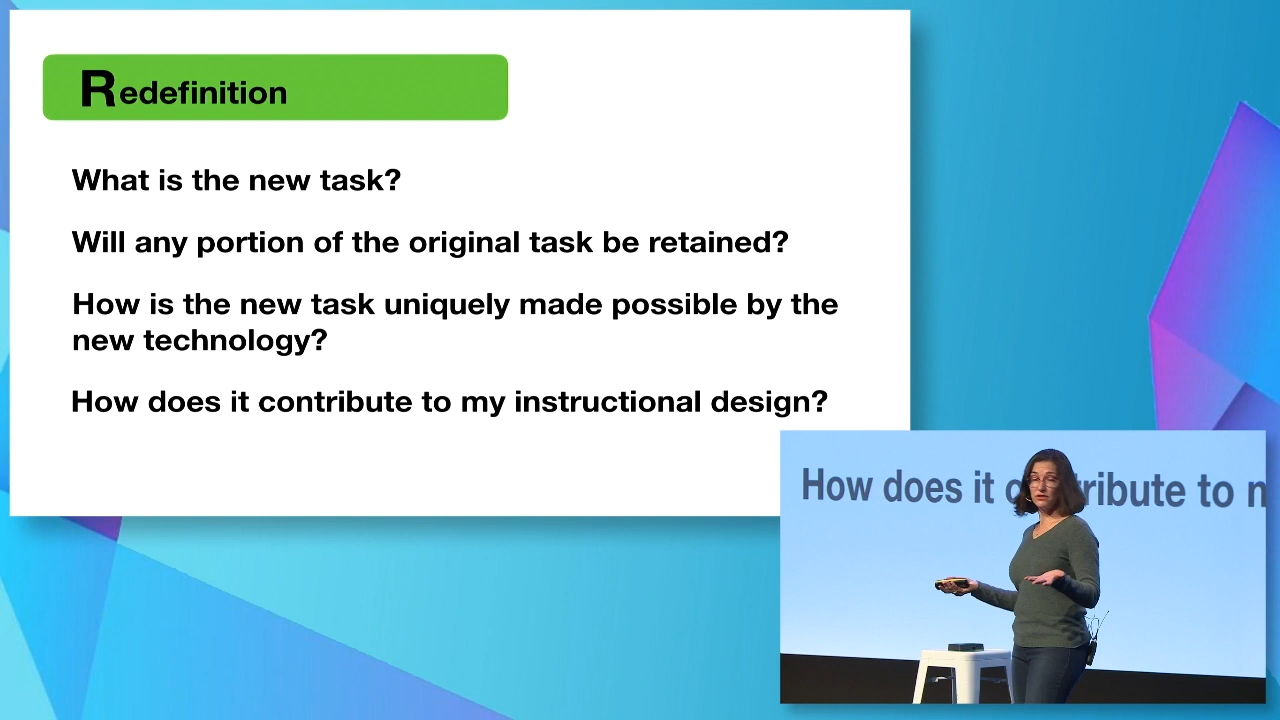 Redefinition
What is the new task?
Will any portion of the original task be retained?
How is the new task uniquely made possible by the
new technology?
How does it contribute to my instructional design?
How does it c tribute to n